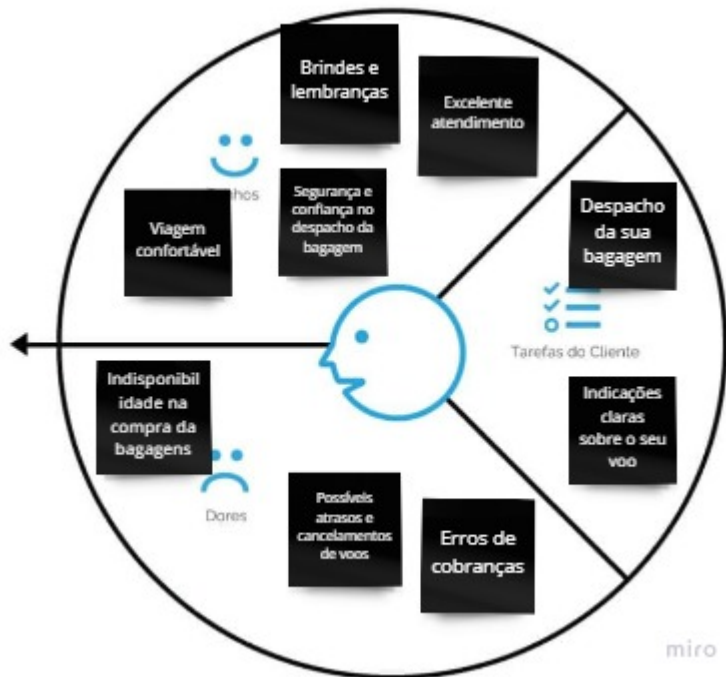 Brindes e
lembranças
Excelente
atendimento
Segurança e
confiança no
despacho da
bagagem
Viagem
confortável
Despacho
da sua
bagagem
Tarefas do Cliente
Indicações
claras
sobre o seu
voo
Indisponibil
idade na
compra da
bagagens
Dores
Possíveis
atrasos e
cancelamentos
de voos
Erros de
cobranças
miro